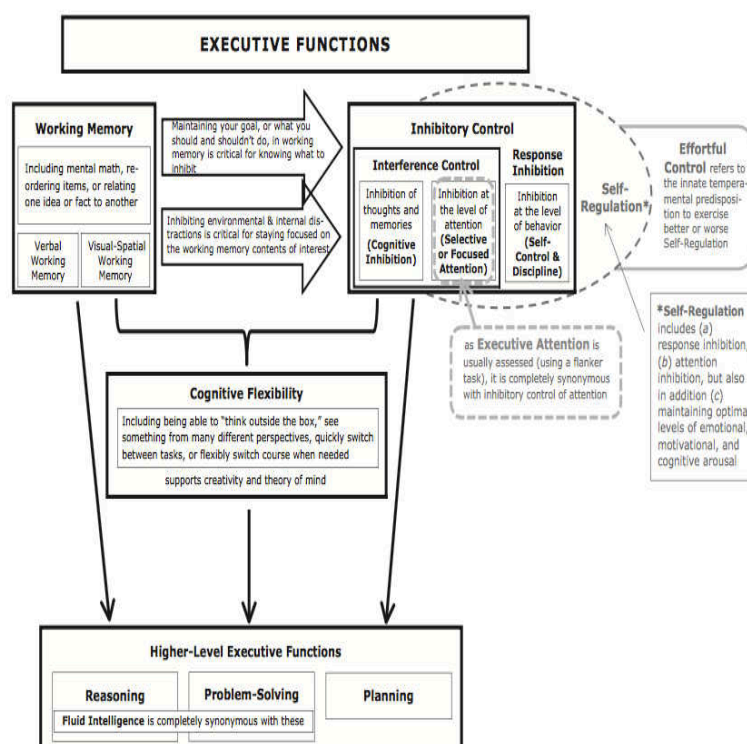 EXECUTIVE FUNCTIONS
Working Memory
Including mental math, re-
ordering items, or relating
one idea or fact to another
Verbal
Working
Memory
Visual-Spatial
Working
Memory
Maintaining your goal, or what you
should and shouldn't do, in working
memory is critical for knowing what to
inhibit
Inhibiting environmental & internal dis-
tractions is critical for staying focused on
the working memory contents of interest
Inhibitory Control
Interference Control
Inhibition of
thoughts and
memories
(Cognitive
Inhibition)
Inhibition at
the level of
attention
(Selective
or Focused
Attention)
Response
Inhibition
Inhibition
at the level
of behavior
(Self-
Control &
Discipline)
Self-
Regulation*
Effortful
Control refers to
the innate tempera-
mental predisposi-
tion to exercise
better or worse
Self-Regulation
*Self-Regulation
includes (a)
response inhibition,
(b) attention
inhibition, but also
in addition (c)
maintaining optima
levels of emotional,
motivational, and
cognitive arousal
as Executive Attention is
usually assessed (using a flanker
task), it is completely synonymous
with inhibitory control of attention
Cognitive Flexibility
Including being able to "think outside the box," see
something from many different perspectives, quickly switch
between tasks, or flexibly switch course when needed
supports creativity and theory of mind
Higher-Level Executive Functions
Reasoning
Problem-Solving
Planning
Fluid Intelligence is completely synonymous with these